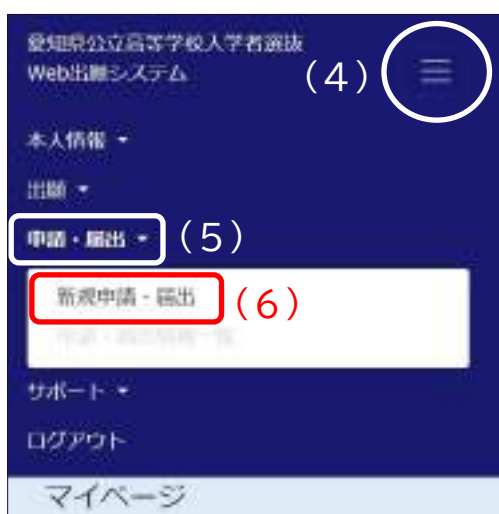 愛知県公立高等学校入学者選抜
Web出願システム
(4)
本人情報
出願
申請・届出 (5)
新規申請・届出 (6)
サポート
ログアウト
マイページ